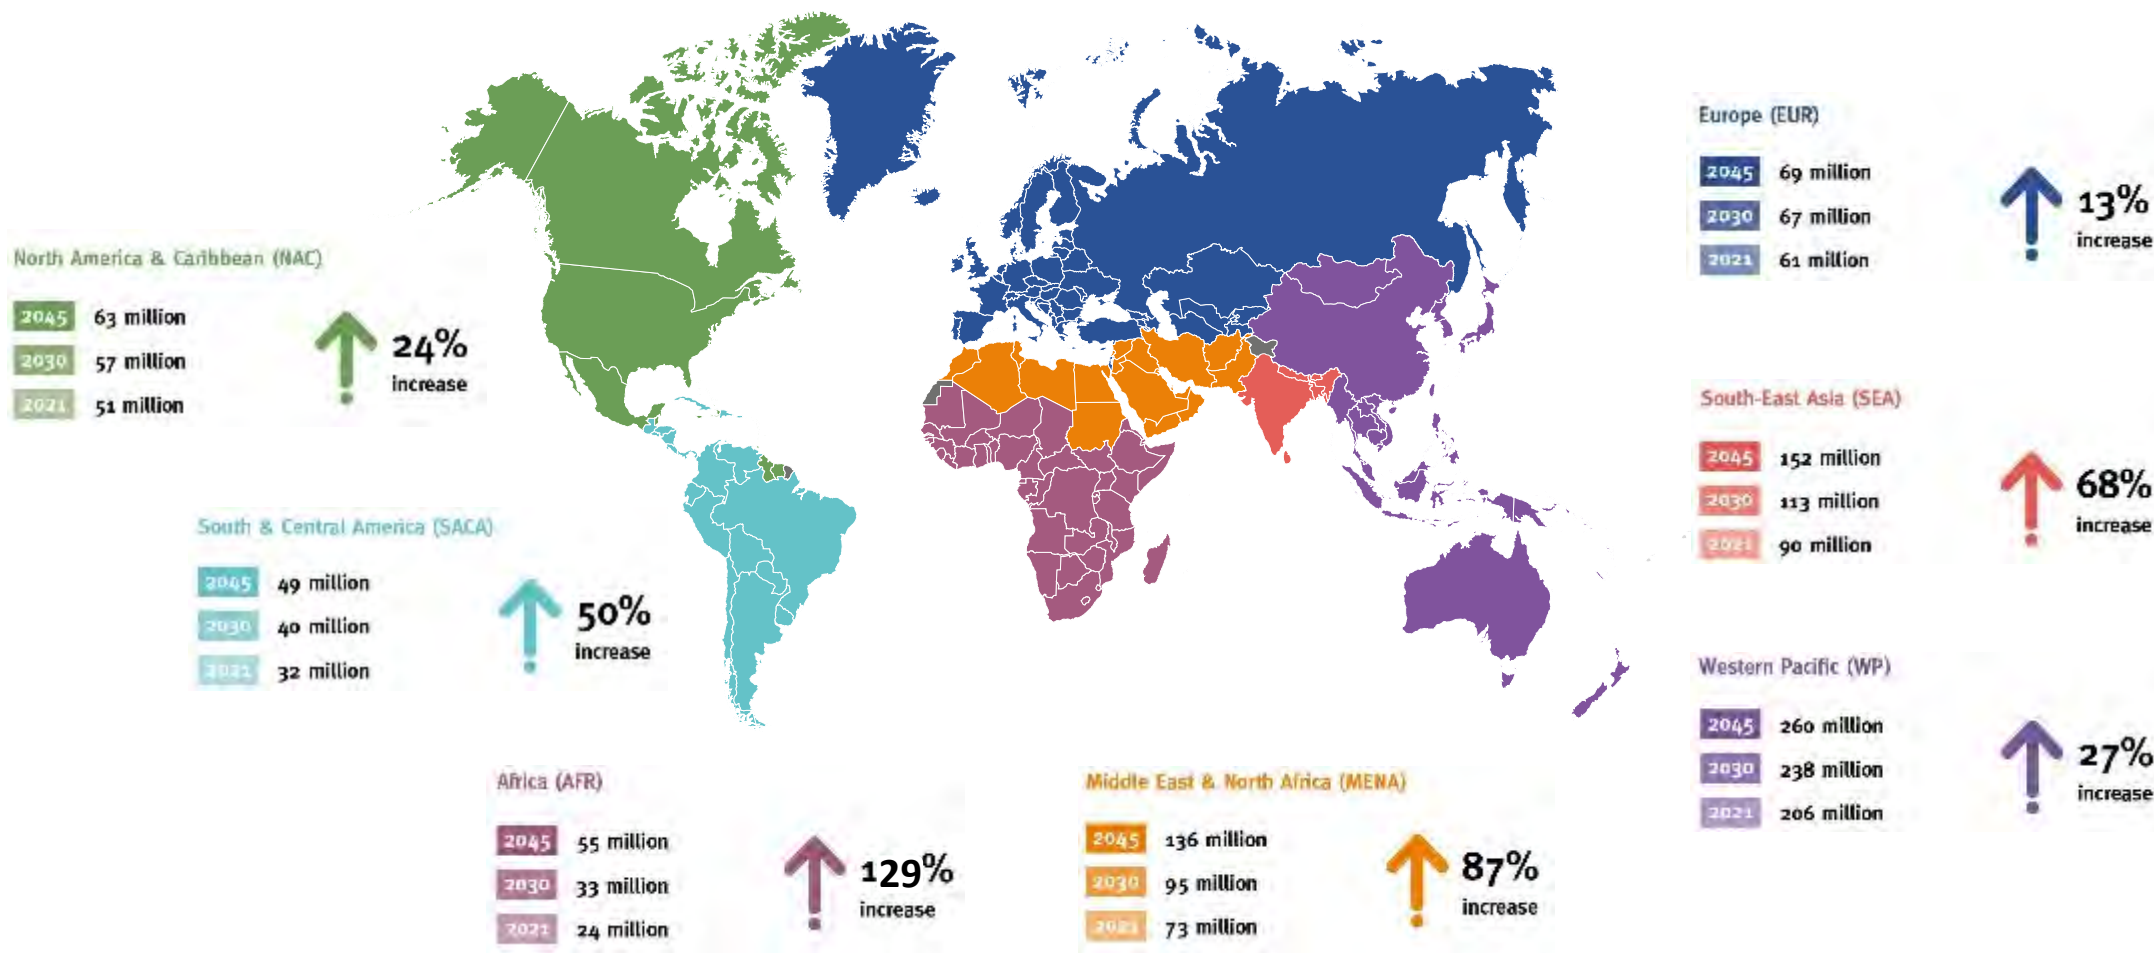 Europe (EUR)
2045 69 million
2030 67 million
2021 61 million
13%
increase
North America & Caribbean (NAC)
2045 63 million
2030 57 million
2021 51 million
24%
increase
South-East Asia (SEA)
2045 152 million
2030 113 million
2021 90 million
68%
increase
South & Central America (SACA)
2045 49 million
2030 40 million
2021 32 million
50%
increase
Western Pacific (WP)
2045 260 million
2030 238 million
2021 206 million
27%
increase
Africa (AFR)
2045 55 million
2030 33 million
2021 24 million
129%
increase
Middle East & North Africa (MENA)
2045 136 million
2030 95 million
2021 73 million
87%
increase